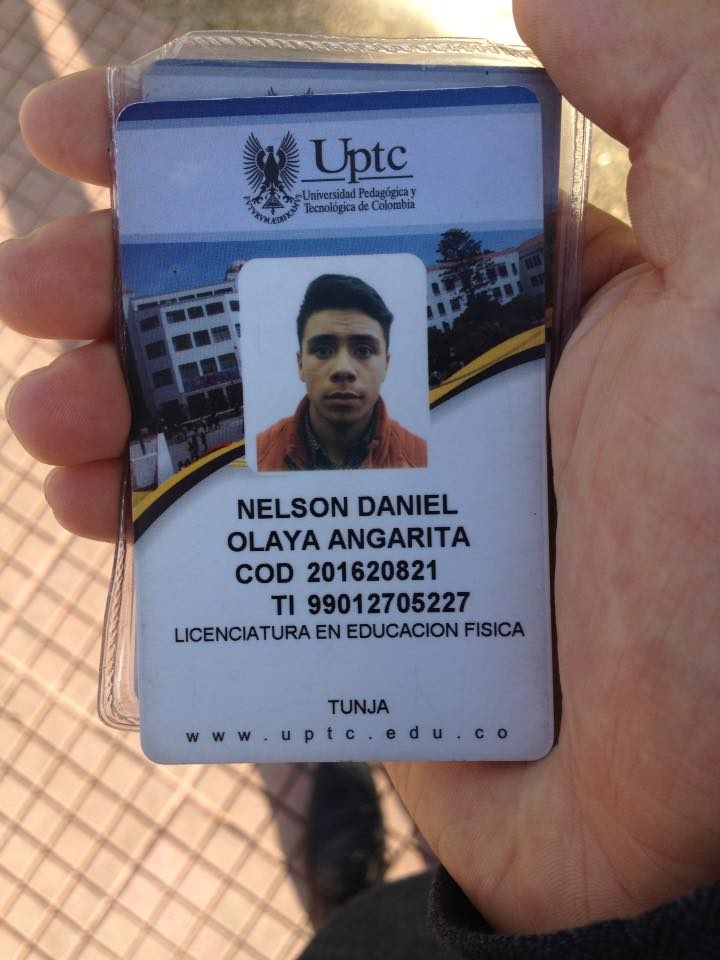 Uptc
Universidad Pedagógica y
Tecnológica de Colombia
NELSON DANIEL
OLAYA ANGARITA
COD 201620821
TI 99012705227
LICENCIATURA EN EDUCACION FISICA
TUNJA
www.uptc.edu.co